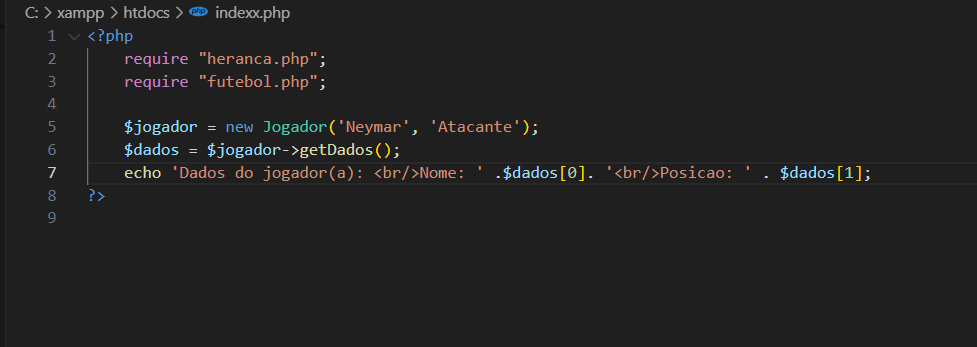 C: > xampp > htdocs > php indexx.php
1 <?php
2 require "heranca.php";
3 require "futebol.php";
4
5 $jogador = new Jogador('Neymar', 'Atacante');
6 $dados = $jogador->getDados();
7 echo 'Dados do jogador(a): <br/>Nome: ' .$dados[0]. '<br/>Posicao: ' . $dados[1];
8 ?>
9